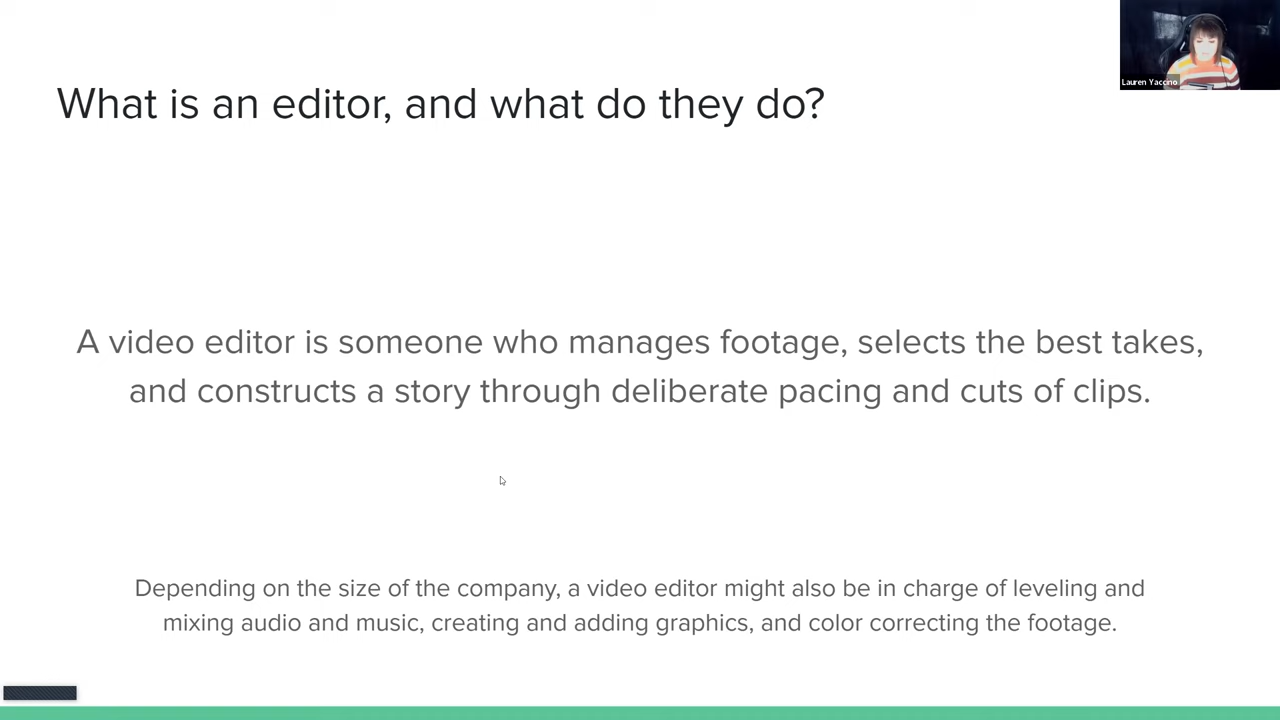 What is an editor, and what do they do?
Lauren Yaccino
A video editor is someone who manages footage, selects the best takes,
and constructs a story through deliberate pacing and cuts of clips.
Depending on the size of the company, a video editor might also be in charge of leveling and
mixing audio and music, creating and adding graphics, and color correcting the footage.